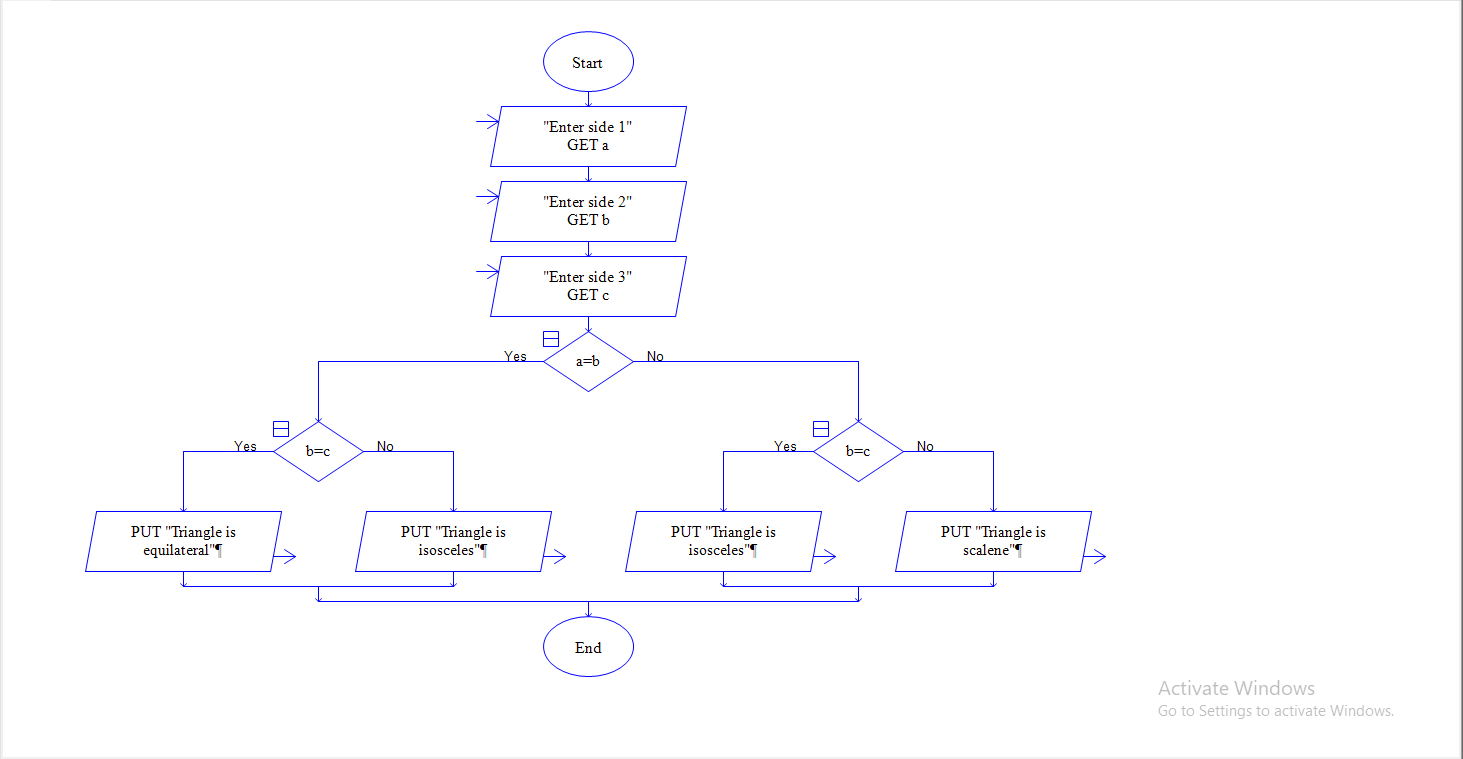 Start
"Enter side 1"
GET a
"Enter side 2"
GET b
"Enter side 3"
GET c
Yes
a=b
No
Yes
b=c
No
Yes
b=c
No
PUT "Triangle is
equilateral"¶
PUT "Triangle is
isosceles"¶
PUT "Triangle is
isosceles"¶
PUT "Triangle is
scalene"¶
End
Activate Windows
Go to Settings to activate Windows.